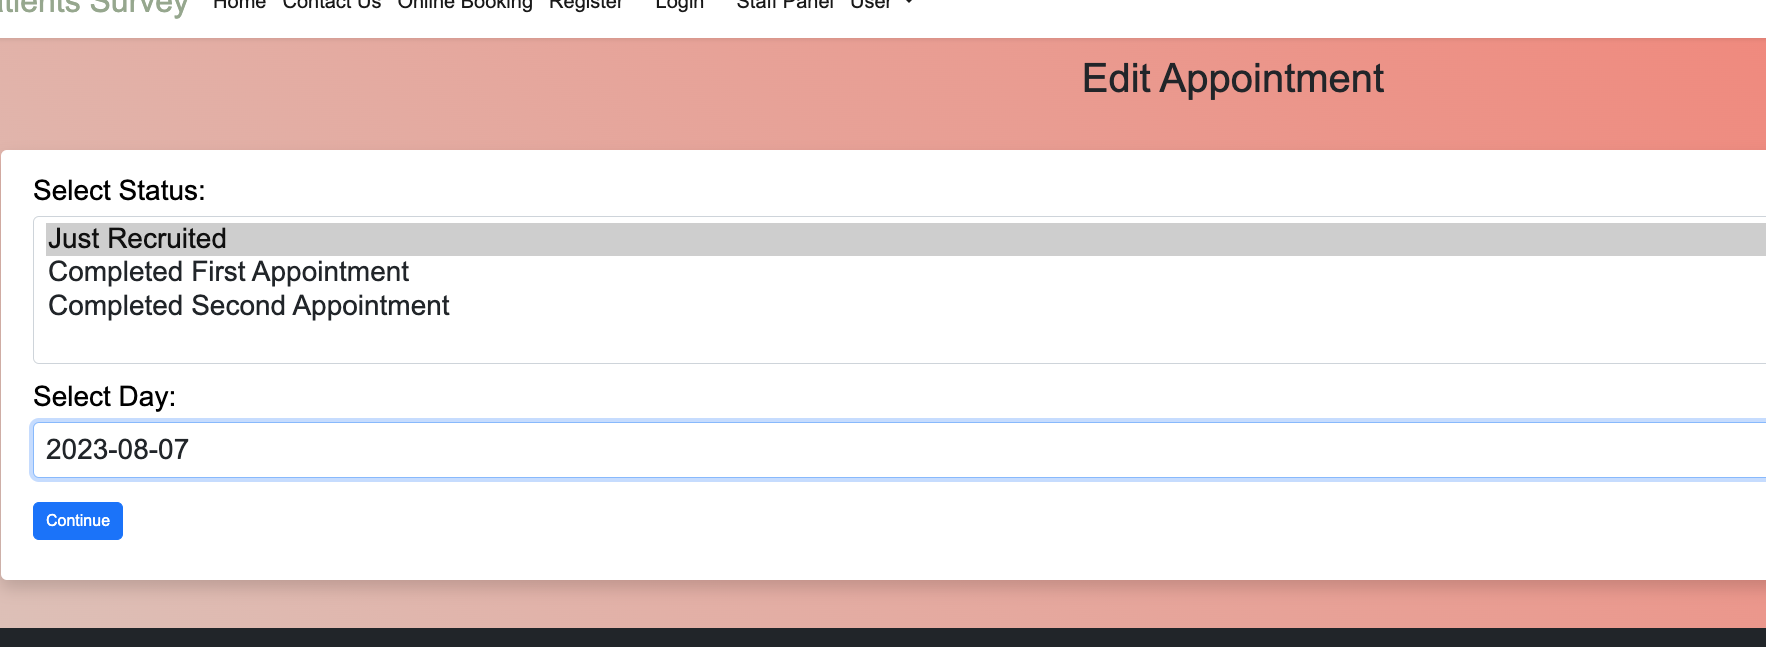 Patients Survey Home Contact Us Online Booking Register Login Staff Panel User
Edit Appointment
Select Status:
Just Recruited
Completed First Appointment
Completed Second Appointment
Select Day:
2023-08-07
Continue